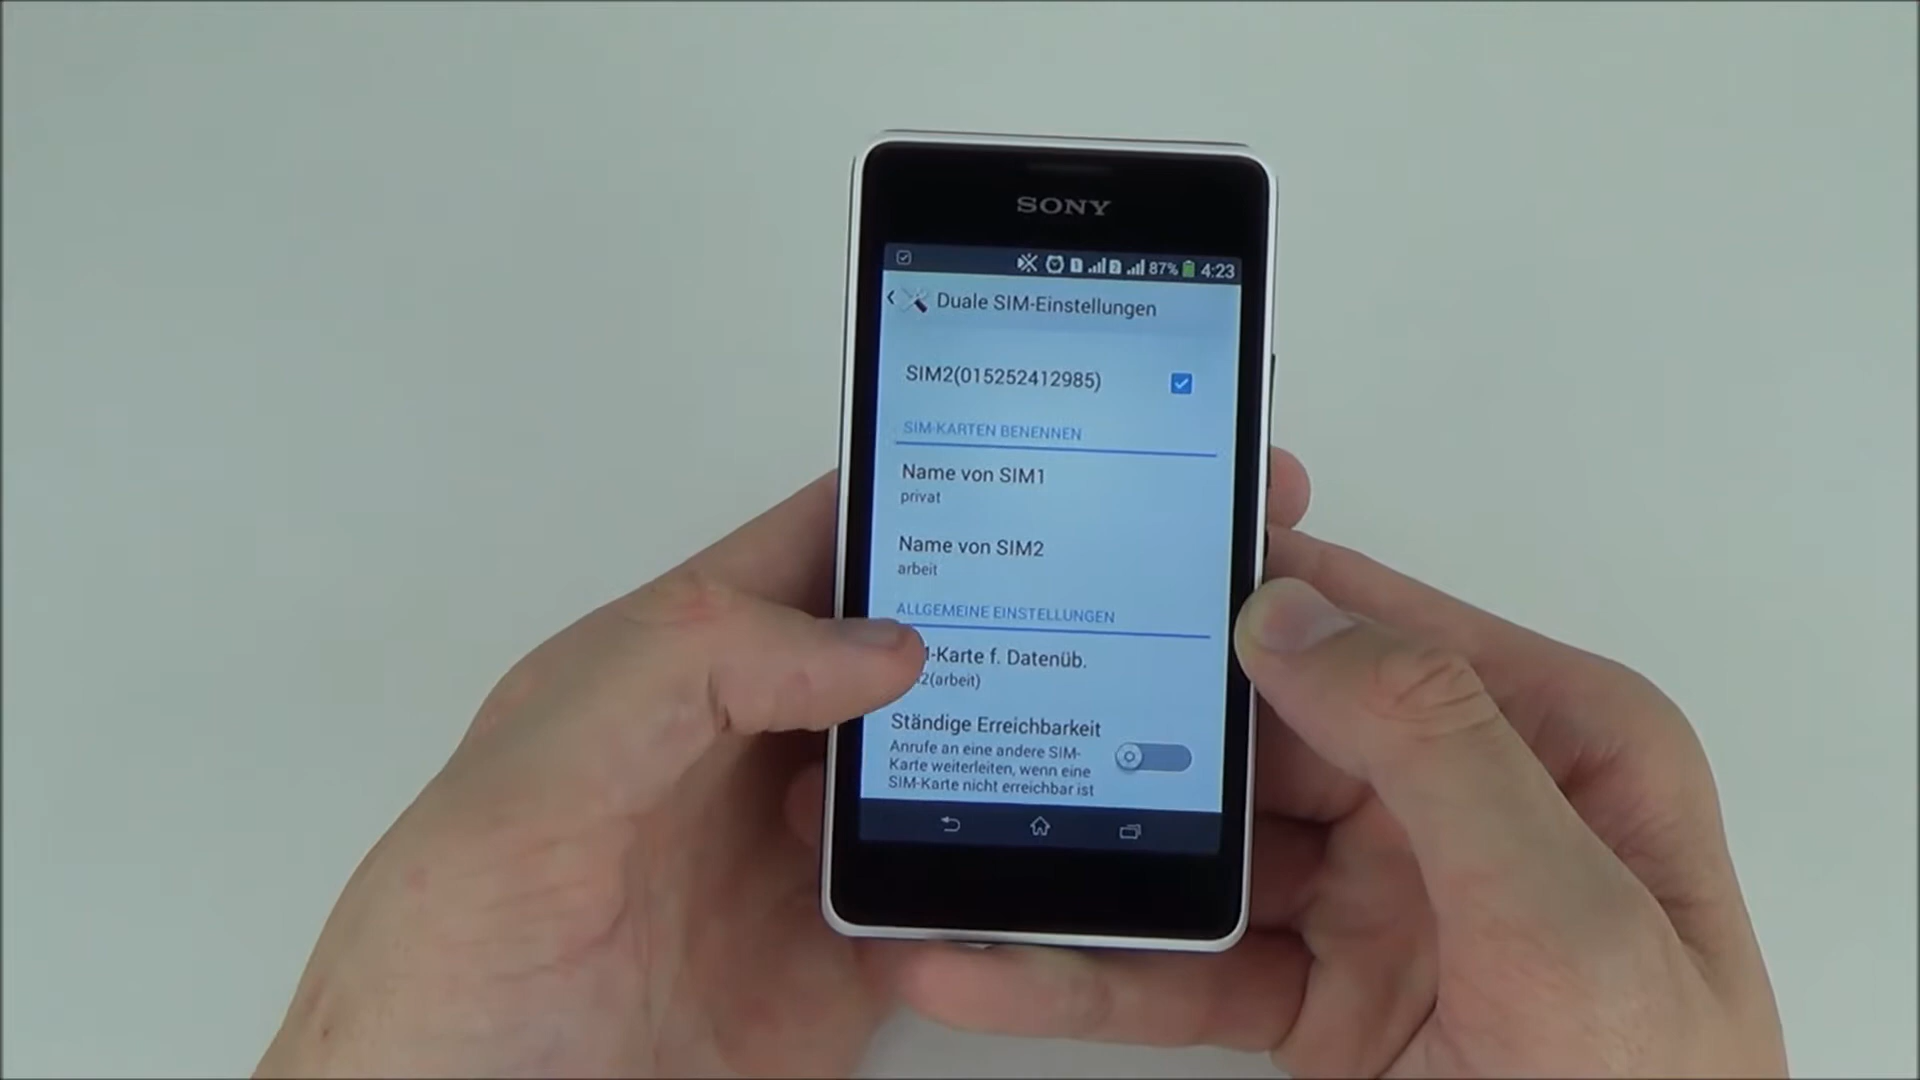 SONY
1 2 87% 4:23
Duale SIM-Einstellungen
SIM2(015252412985)
SIM-KARTEN BENENNEN
Name von SIM1
privat
Name von SIM2
arbeit
ALLGEMEINE EINSTELLUNGEN
-Karte f. Datenüb.
2(arbeit)
Ständige Erreichbarkeit
Anrufe an eine andere SIM-
Karte weiterleiten, wenn eine
SIM-Karte nicht erreichbar ist